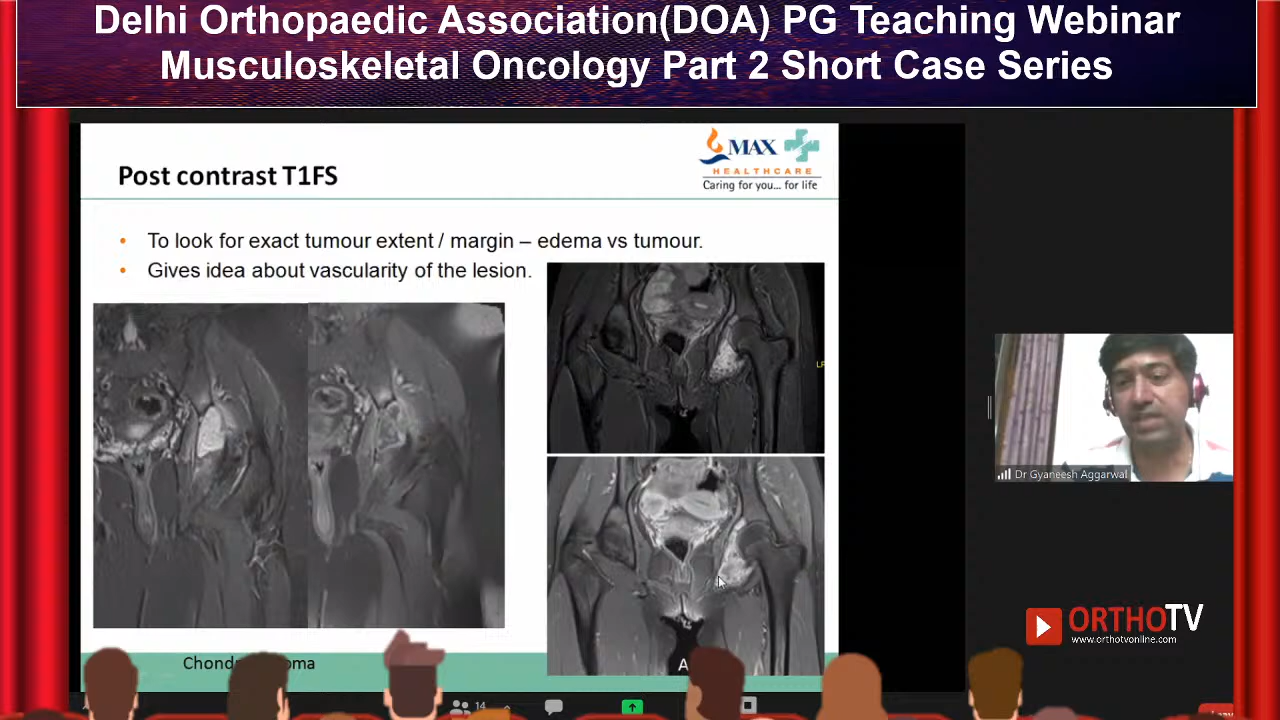 Delhi Orthopaedic Association(DOA) PG Teaching Webinar
Musculoskeletal Oncology Part 2 Short Case Series
MAX
HEALTHCARE
Caring for you... for life
Post contrast T1FS
• To look for exact tumour extent / margin – edema vs tumour.
• Gives idea about vascularity of the lesion.
Dr Gyaneesh Aggarwal
ORTHOTV
www.orthotvonline.com
14